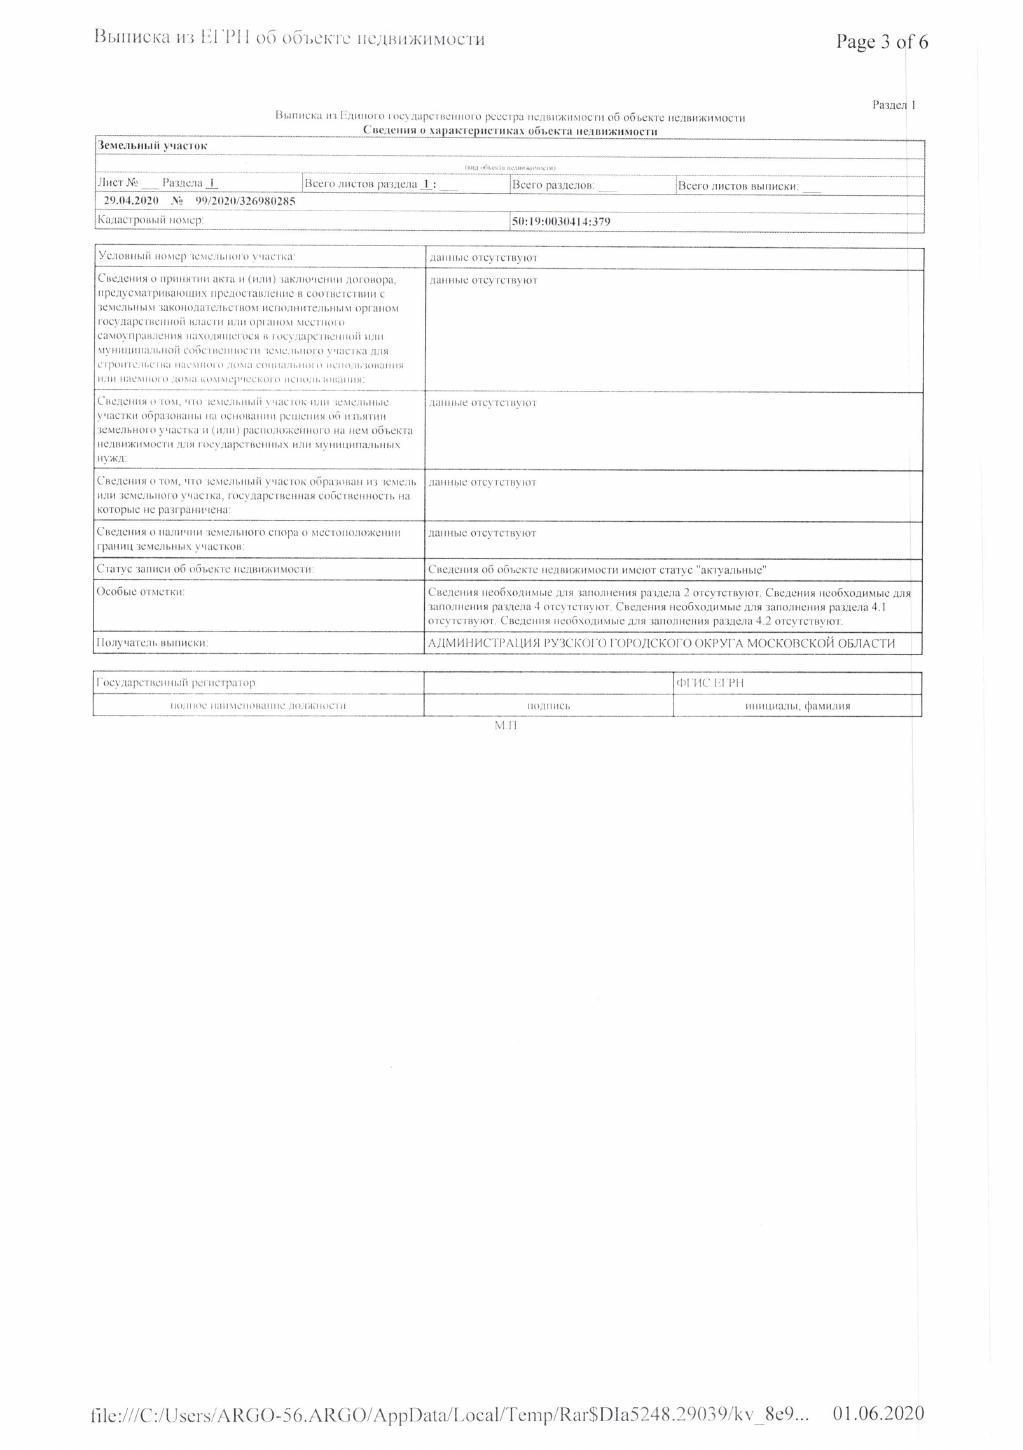 Выписка из ЕГРН об объекте недвижимости
Page 3 of 6
Раздел 1
Выписка из Единого государственного реестра недвижимости об объекте недвижимости
Сведения о характеристиках объекта недвижимости
Земельный участок
(вид объекта недвижимости)
Лист № ___ Раздела 1
Всего листов раздела 1 : ___
Всего разделов: ___
Всего листов выписки: ___
29.04.2020 № 99/2020/326980285
Кадастровый номер:
50:19:0030414:379
Условный номер земельного участка:
данные отсутствуют
Сведения о принятии акта и (или) заключении договора,
предусматривающих предоставление в соответствии с
земельным законодательством исполнительным органом
государственной власти или органом местного
самоуправления находящегося в государственной или
муниципальной собственности земельного участка для
строительства наемного дома социального использования
или наемного дома коммерческого использования:
данные отсутствуют
Сведения о том, что земельный участок или земельные
участки образованы на основании решения об изъятии
земельного участка и (или) расположенного на нем объекта
недвижимости для государственных или муниципальных
нужд:
данные отсутствуют
Сведения о том, что земельный участок образован из земель
или земельного участка, государственная собственность на
которые не разграничена:
данные отсутствуют
Сведения о наличии земельного спора о местоположении
границ земельных участков:
данные отсутствуют
Статус записи об объекте недвижимости:
Сведения об объекте недвижимости имеют статус "актуальные"
Особые отметки:
Сведения необходимые для заполнения раздела 2 отсутствуют. Сведения необходимые для
заполнения раздела 4 отсутствуют. Сведения необходимые для заполнения раздела 4.1
отсутствуют. Сведения необходимые для заполнения раздела 4.2 отсутствуют.
Получатель выписки:
АДМИНИСТРАЦИЯ РУЗСКОГО ГОРОДСКОГО ОКРУГА МОСКОВСКОЙ ОБЛАСТИ
Государственный регистратор
ФГИС ЕГРН
полное наименование должности
подпись
инициалы, фамилия
М.П.
file:///C:/Users/ARGO-56.ARGO/AppData/Local/Temp/Rar$DIa5248.29039/kv_8e9...
01.06.2020